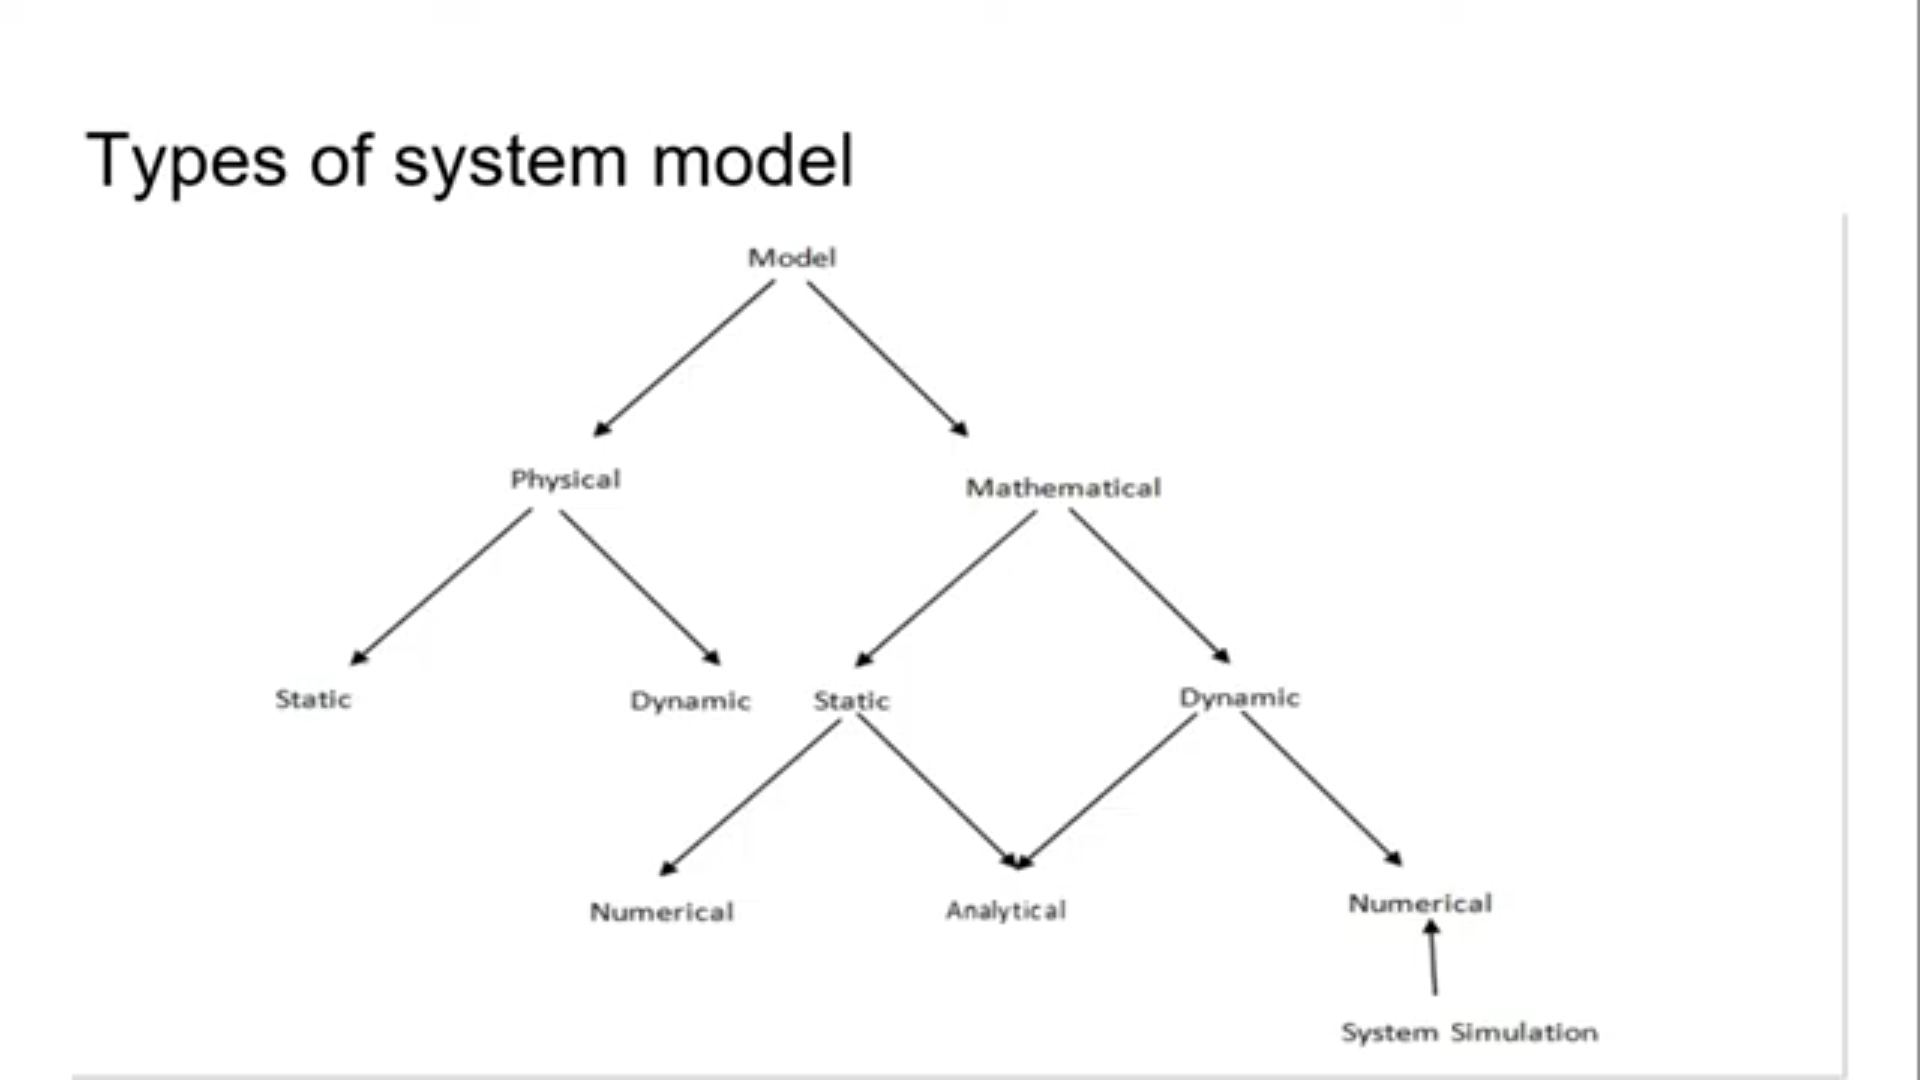 Types of system model
Model
Physical
Mathematical
Static
Dynamic
Static
Dynamic
Numerical
Analytical
Numerical
System Simulation